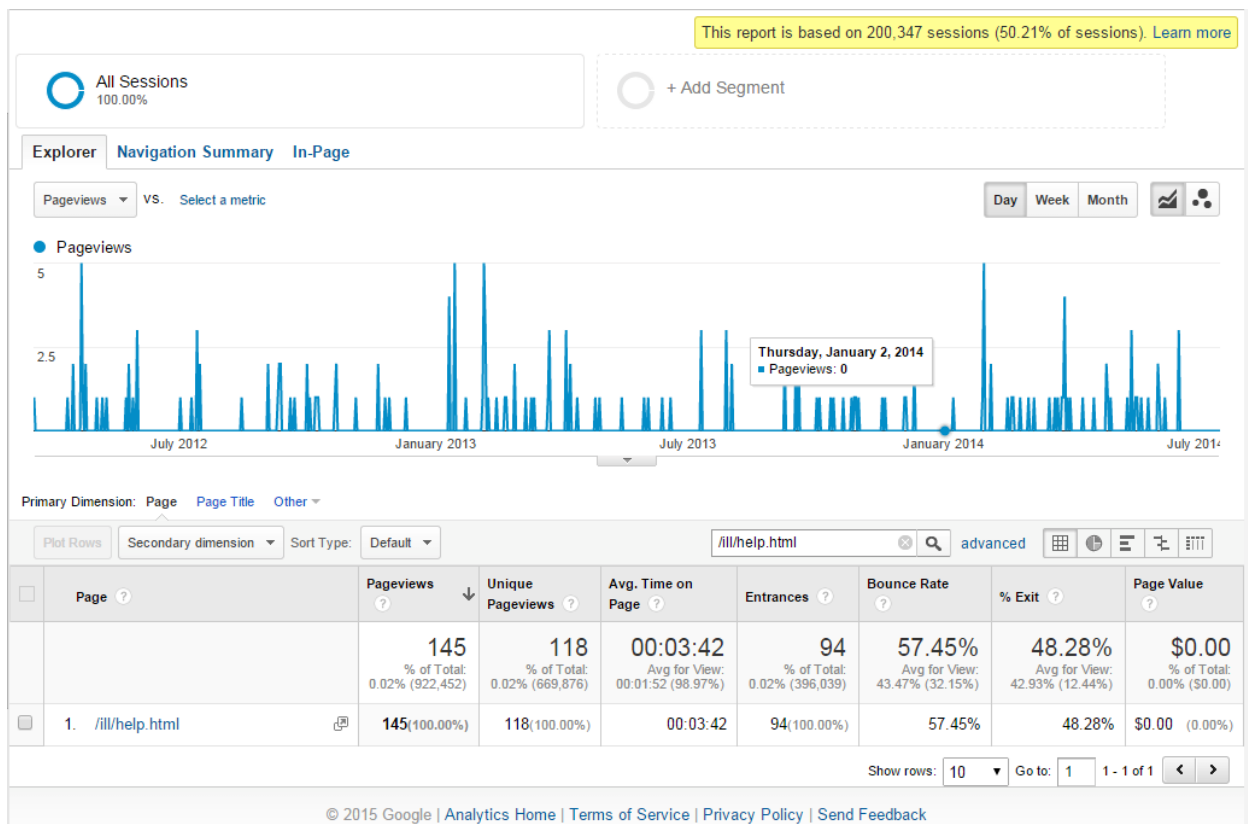 This report is based on 200,347 sessions (50.21% of sessions). Learn more
All Sessions
100.00%
+ Add Segment
Explorer Navigation Summary In-Page
Pageviews VS. Select a metric
Day Week Month
Pageviews
5
2.5
Thursday, January 2, 2014
Pageviews: 0
July 2012 January 2013 July 2013 January 2014 July 2014
Primary Dimension: Page Page Title Other
Plot Rows Secondary dimension Sort Type: Default /ill/help.html advanced
Page ? Pageviews ? Unique Pageviews ? Avg. Time on Page ? Entrances ? Bounce Rate ? % Exit ? Page Value ?
145 118 00:03:42 94 57.45% 48.28% $0.00
% of Total: % of Total: Avg for View: % of Total: Avg for View: Avg for View: % of Total:
0.02% (922,452) 0.02% (669,876) 00:01:52 (98.97%) 0.02% (396,039) 43.47% (32.15%) 42.93% (12.44%) 0.00% ($0.00)
1. /ill/help.html 145(100.00%) 118(100.00%) 00:03:42 94(100.00%) 57.45% 48.28% $0.00 (0.00%)
Show rows: 10 Go to: 1 1 - 1 of 1
© 2015 Google | Analytics Home | Terms of Service | Privacy Policy | Send Feedback